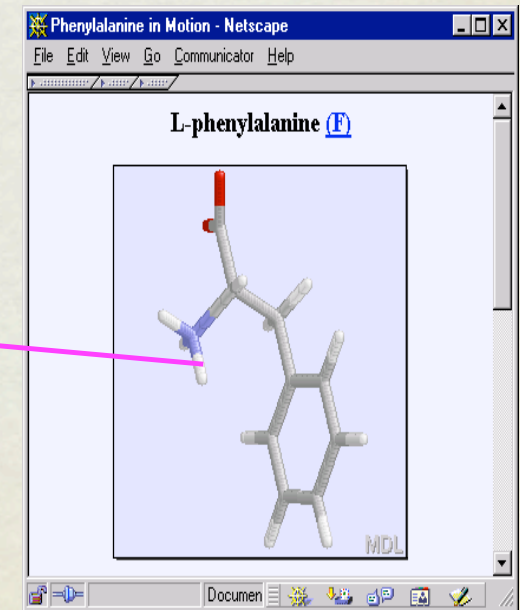 Phenylalanine in Motion - Netscape
File Edit View Go Communicator Help
L-phenylalanine (F)
MDL
Documen